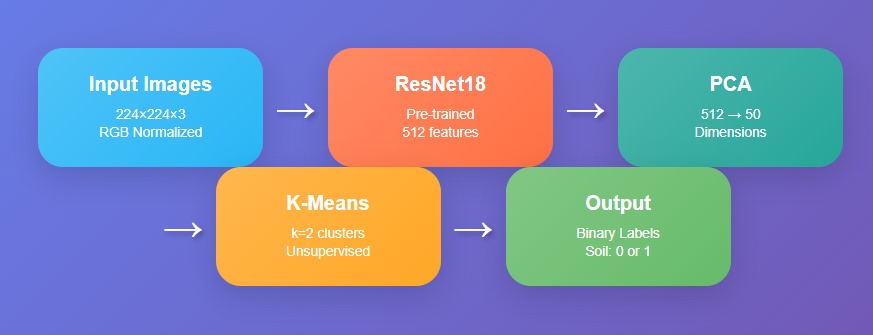 Input Images
224×224×3
RGB Normalized
→
ResNet18
Pre-trained
512 features
→
PCA
512 → 50
Dimensions
→
K-Means
k=2 clusters
Unsupervised
→
Output
Binary Labels
Soil: 0 or 1